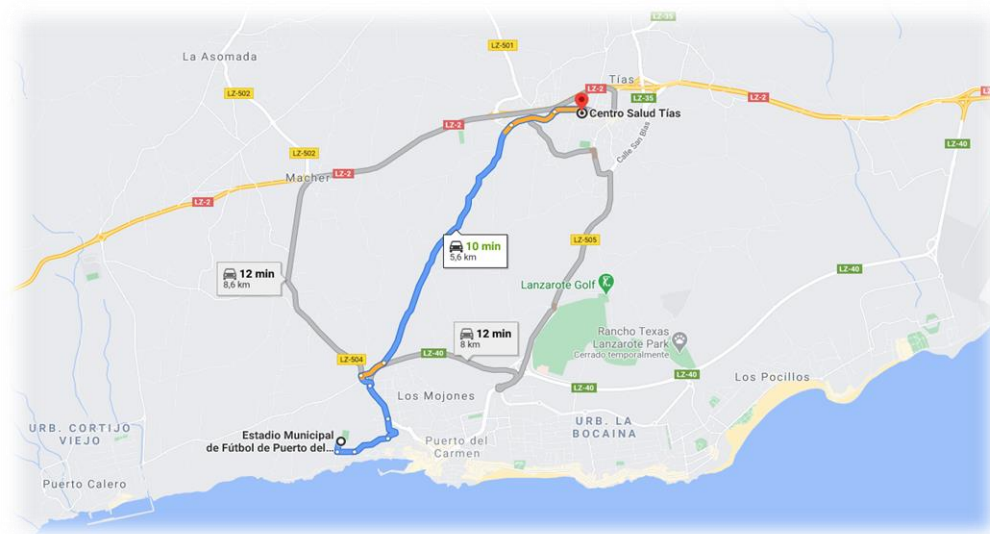 LZ-35
La Asomada
LZ-501
Tías
LZ-2
LZ-502
LZ-35
LZ-2
LZ-2
Centro Salud Tías
LZ-2
Calle San Blas
LZ-40
LZ-502
Macher
LZ-2
LZ-2
10 min
5,6 km
LZ-505
12 min
8,6 km
LZ-40
Lanzarote Golf
12 min
8 km
Rancho Texas
Lanzarote Park
Cerrado temporalmente
LZ-504
LZ-40
LZ-40
LZ-40
Los Pocillos
Los Mojones
URB. CORTIJO
VIEJO
URB. LA
BOCAINA
Estadio Municipal
de Fútbol de Puerto del...
Puerto del
Carmen
Puerto Calero